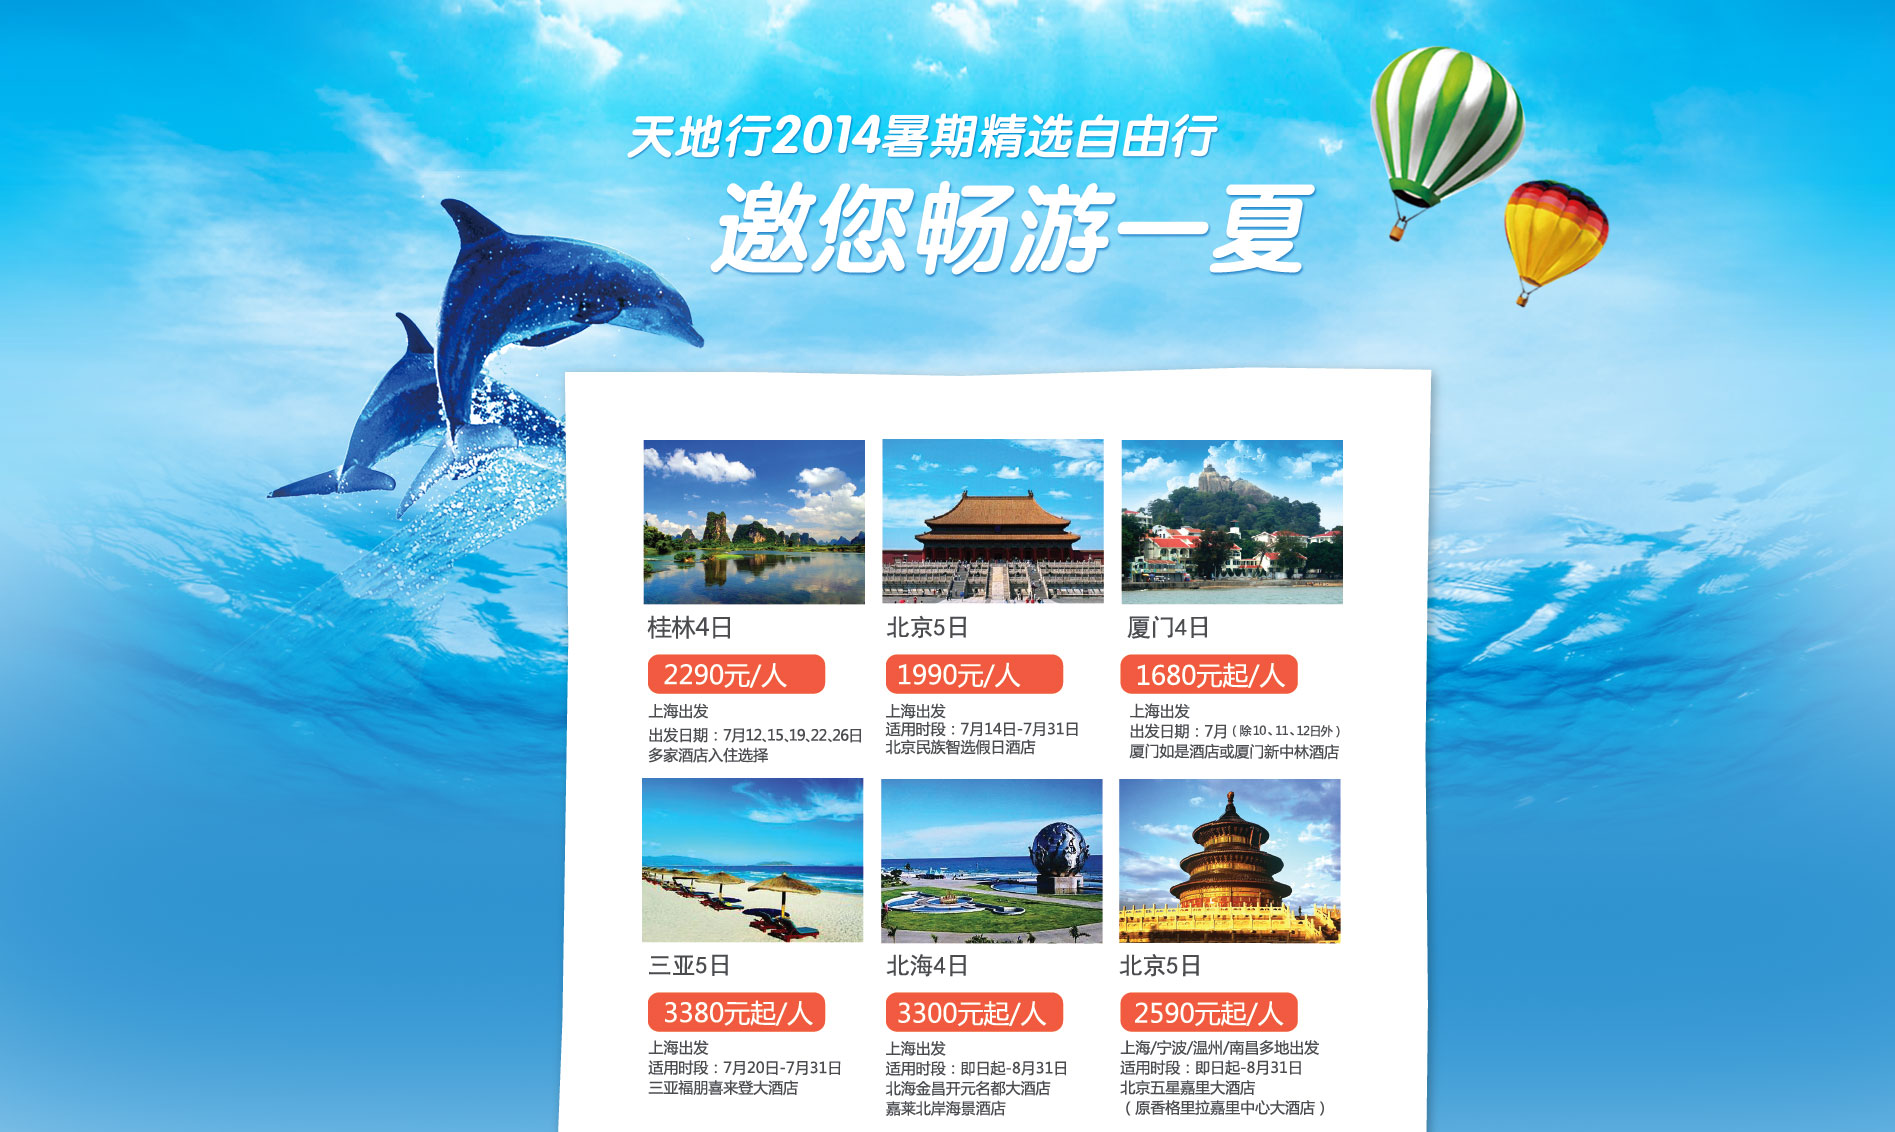 天地行2014暑期精选自由行
邀您畅游一夏
桂林4日
2290元/人
上海出发
出发日期：7月12、15、19、22、26日
多家酒店入住选择
北京5日
1990元/人
上海出发
适用时段：7月14日-7月31日
北京民族智选假日酒店
厦门4日
1680元起/人
上海出发
出发日期：7月（除10、11、12日外）
厦门如是酒店或厦门新中林酒店
三亚5日
3380元起/人
上海出发
适用时段：7月20日-7月31日
三亚福朋喜来登大酒店
北海4日
3300元起/人
上海出发
适用时段：即日起-8月31日
北海金昌开元名都大酒店
嘉莱北岸海景酒店
北京5日
2590元起/人
上海/宁波/温州/南昌多地出发
适用时段：即日起-8月31日
北京五星嘉里大酒店
（原香格里拉嘉里中心大酒店）